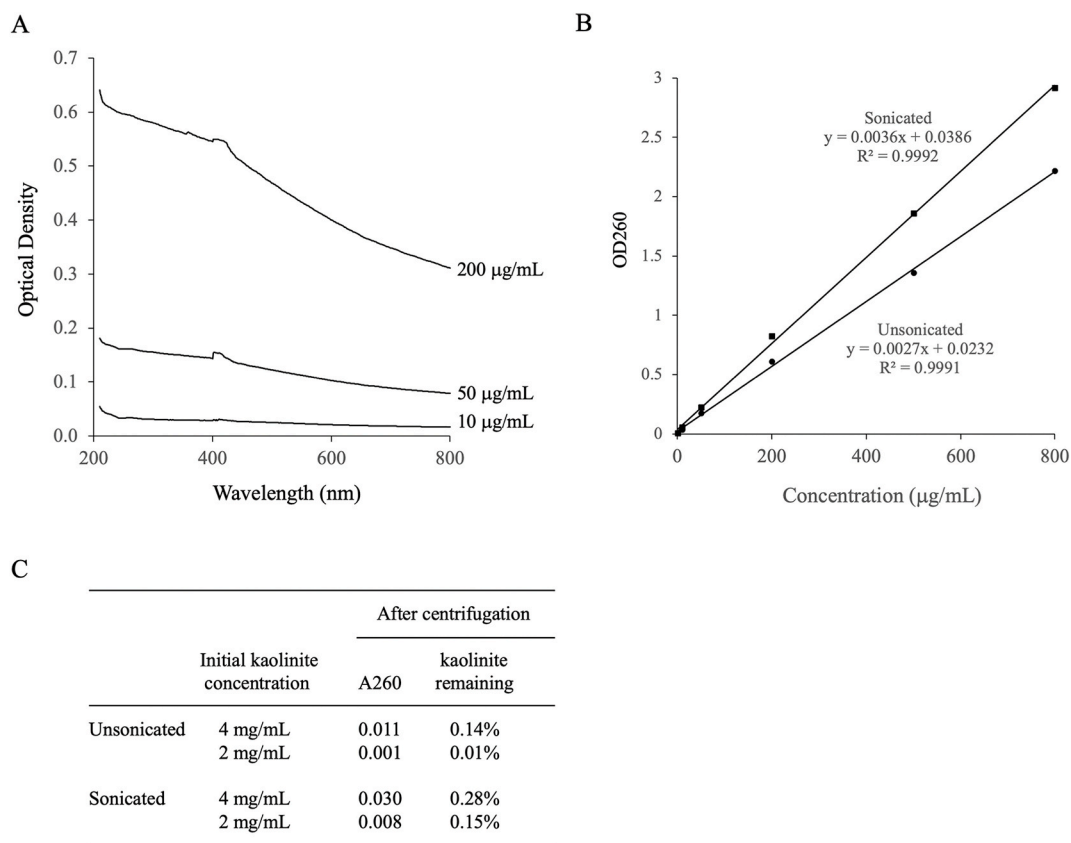 A
0.7
0.6
0.5
0.4
0.3
0.2
0.1
0.0
Optical Density
200 μg/mL
50 μg/mL
10 μg/mL
200
400
600
800
Wavelength (nm)
B
3
2.5
2
1.5
1
0.5
0
OD260
Sonicated
y = 0.0036x + 0.0386
R² = 0.9992
Unsonicated
y = 0.0027x + 0.0232
R² = 0.9991
0
200
400
600
800
Concentration (μg/mL)
C
After centrifugation
Initial kaolinite kaolinite
concentration A260 remaining
Unsonicated 4 mg/mL 0.011 0.14%
2 mg/mL 0.001 0.01%
Sonicated 4 mg/mL 0.030 0.28%
2 mg/mL 0.008 0.15%